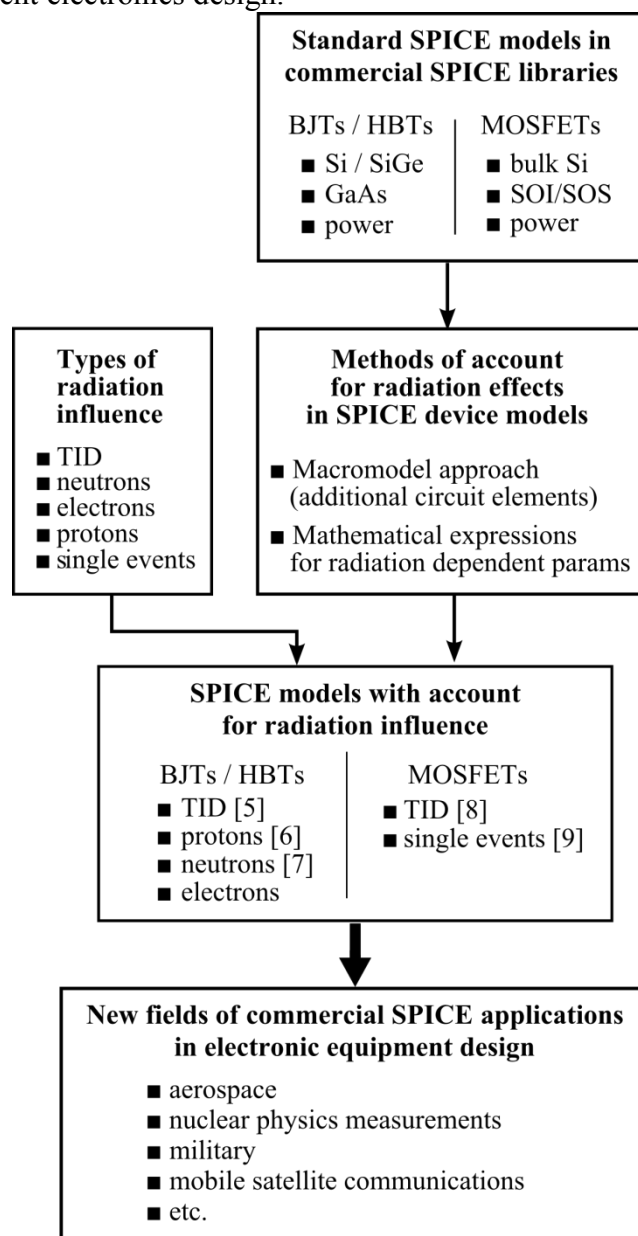 ent electronics design.
Standard SPICE models in
commercial SPICE libraries
BJTs / HBTs
■ Si / SiGe
■ GaAs
■ power
MOSFETs
■ bulk Si
■ SOI/SOS
■ power
Types of
radiation
influence
■ TID
■ neutrons
■ electrons
■ protons
■ single events
Methods of account
for radiation effects
in SPICE device models
■ Macromodel approach
(additional circuit elements)
■ Mathematical expressions
for radiation dependent params
SPICE models with account
for radiation influence
BJTs / HBTs
■ TID [5]
■ protons [6]
■ neutrons [7]
■ electrons
MOSFETs
■ TID [8]
■ single events [9]
New fields of commercial SPICE applications
in electronic equipment design
■ aerospace
■ nuclear physics measurements
■ military
■ mobile satellite communications
■ etc.